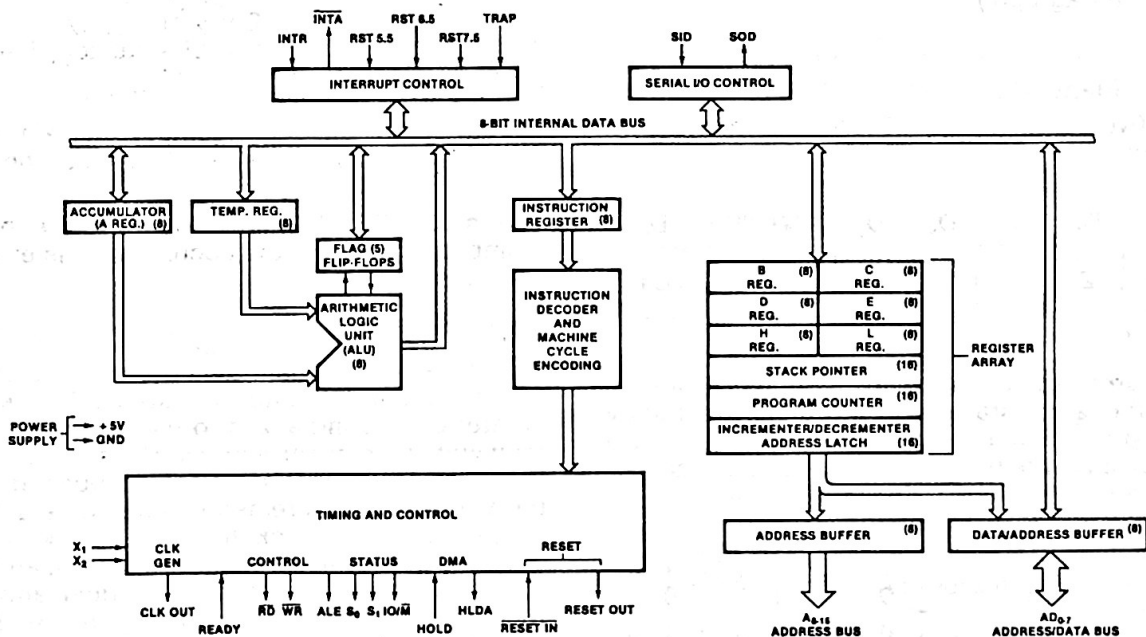 INTR
INTA
RST 5.5
RST 6.5
RST7.5
TRAP
INTERRUPT CONTROL
SID
SOD
SERIAL I/O CONTROL
8-BIT INTERNAL DATA BUS
ACCUMULATOR
(A REG.) (8)
TEMP. REG.
(8)
FLAG (5)
FLIP-FLOPS
ARITHMETIC
LOGIC
UNIT
(ALU)
(8)
INSTRUCTION
REGISTER (8)
INSTRUCTION
DECODER
AND
MACHINE
CYCLE
ENCODING
B (8)
REG.
C (8)
REG.
D (8)
REG.
E (8)
REG.
H (8)
REG.
L (8)
REG.
STACK POINTER (16)
PROGRAM COUNTER (16)
INCREMENTER/DECREMENTER
ADDRESS LATCH (16)
REGISTER
ARRAY
POWER
SUPPLY
+5V
GND
TIMING AND CONTROL
X1
X2
CLK
GEN
CONTROL
STATUS
DMA
RESET
CLK OUT
READY
RD
WR
ALE
S0
S1
IO/M
HOLD
HLDA
RESET IN
RESET OUT
ADDRESS BUFFER (8)
DATA/ADDRESS BUFFER (8)
A8-15
ADDRESS BUS
AD0-7
ADDRESS/DATA BUS